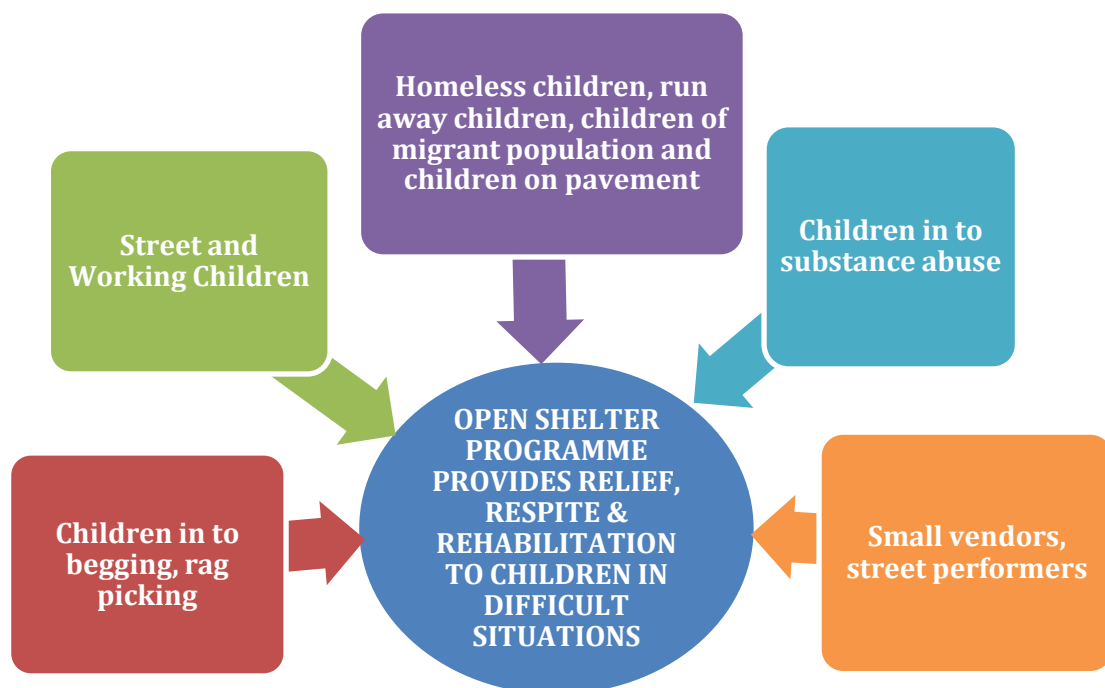 Homeless children, run
away children, children of
migrant population and
children on pavement
Street and
Working Children
Children in to
substance abuse
Children in to
begging, rag
picking
OPEN SHELTER
PROGRAMME
PROVIDES RELIEF,
RESPITE &
REHABILITATION
TO CHILDREN IN
DIFFICULT
SITUATIONS
Small vendors,
street performers